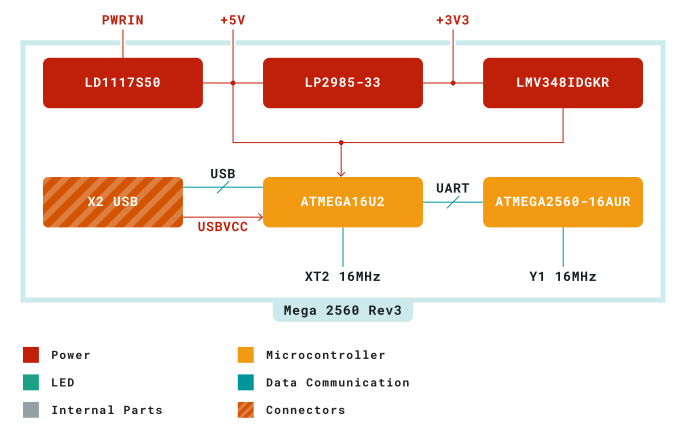 PWRIN +5V +3V3
LD1117S50 LP2985-33 LMV348IDGKR
USB UART
X2 USB ATMEGA16U2 ATMEGA2560-16AUR
USBVCC
XT2 16MHz Y1 16MHz
Mega 2560 Rev3
Power Microcontroller
LED Data Communication
Internal Parts Connectors